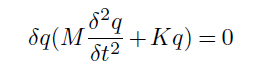 δq(M δ²q/δt² + Kq) = 0